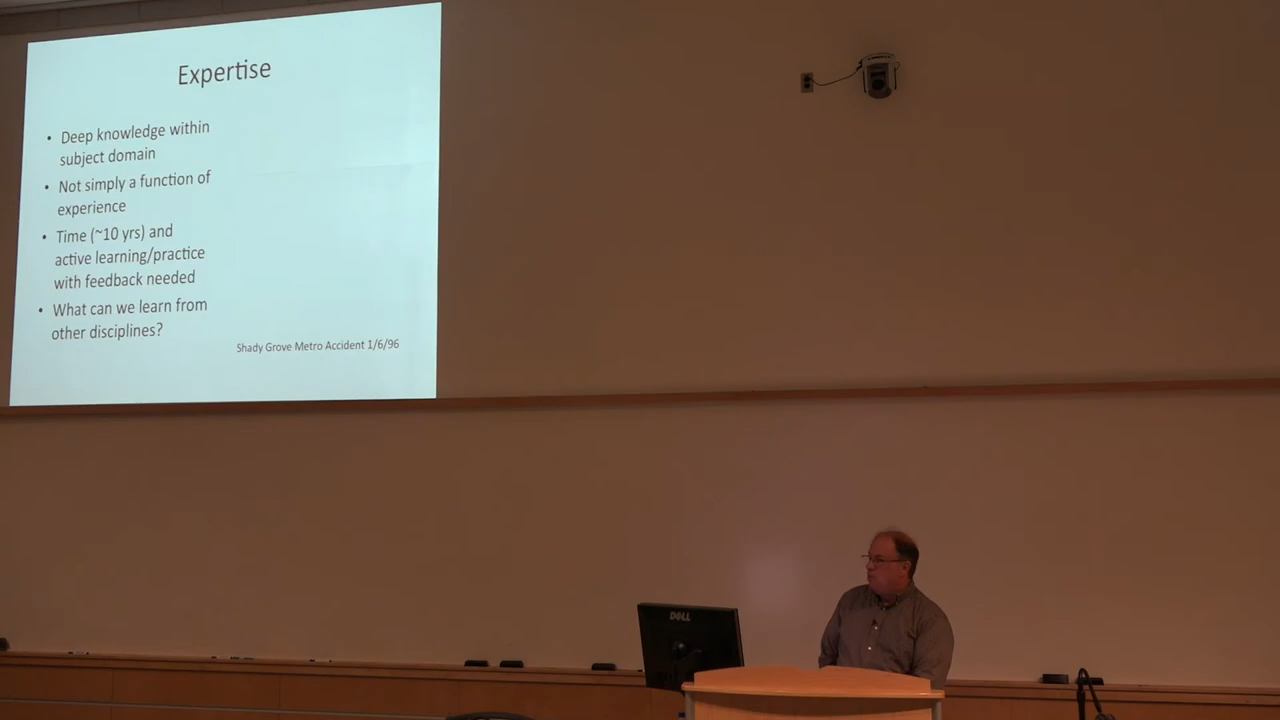 Expertise
• Deep knowledge within
subject domain
• Not simply a function of
experience
• Time (~10 yrs) and
active learning/practice
with feedback needed
• What can we learn from
other disciplines?
Shady Grove Metro Accident 1/6/96
DELL